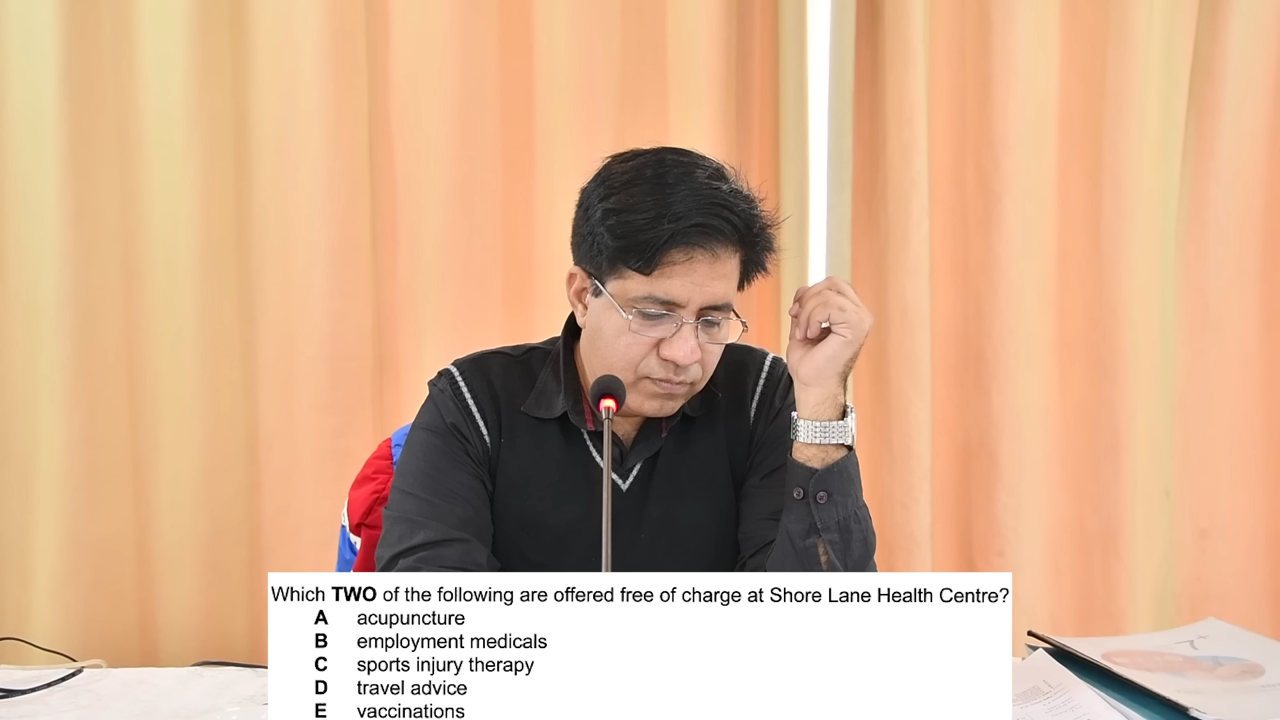 Which TWO of the following are offered free of charge at Shore Lane Health Centre?
A acupuncture
B employment medicals
C sports injury therapy
D travel advice
E vaccinations